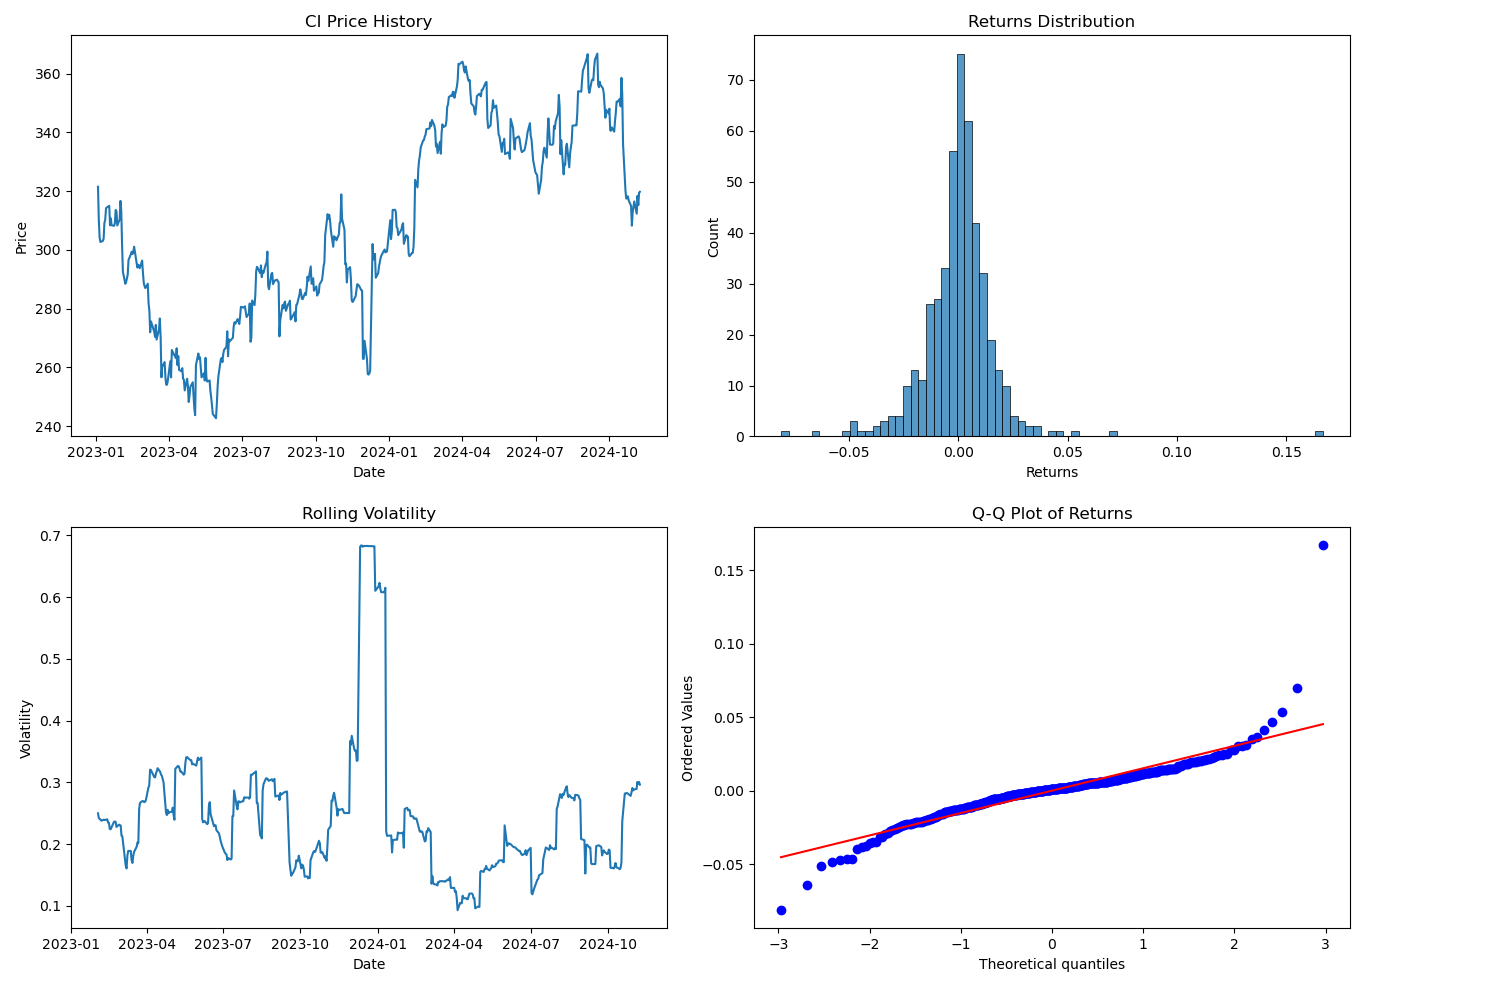 CI Price History
Price
360
340
320
300
280
260
240
2023-01 2023-04 2023-07 2023-10 2024-01 2024-04 2024-07 2024-10
Date
Returns Distribution
Count
70
60
50
40
30
20
10
0
−0.05 0.00 0.05 0.10 0.15
Returns
Rolling Volatility
Volatility
0.7
0.6
0.5
0.4
0.3
0.2
0.1
2023-01 2023-04 2023-07 2023-10 2024-01 2024-04 2024-07 2024-10
Date
Q-Q Plot of Returns
Ordered Values
0.15
0.10
0.05
0.00
−0.05
−3 −2 −1 0 1 2 3
Theoretical quantiles